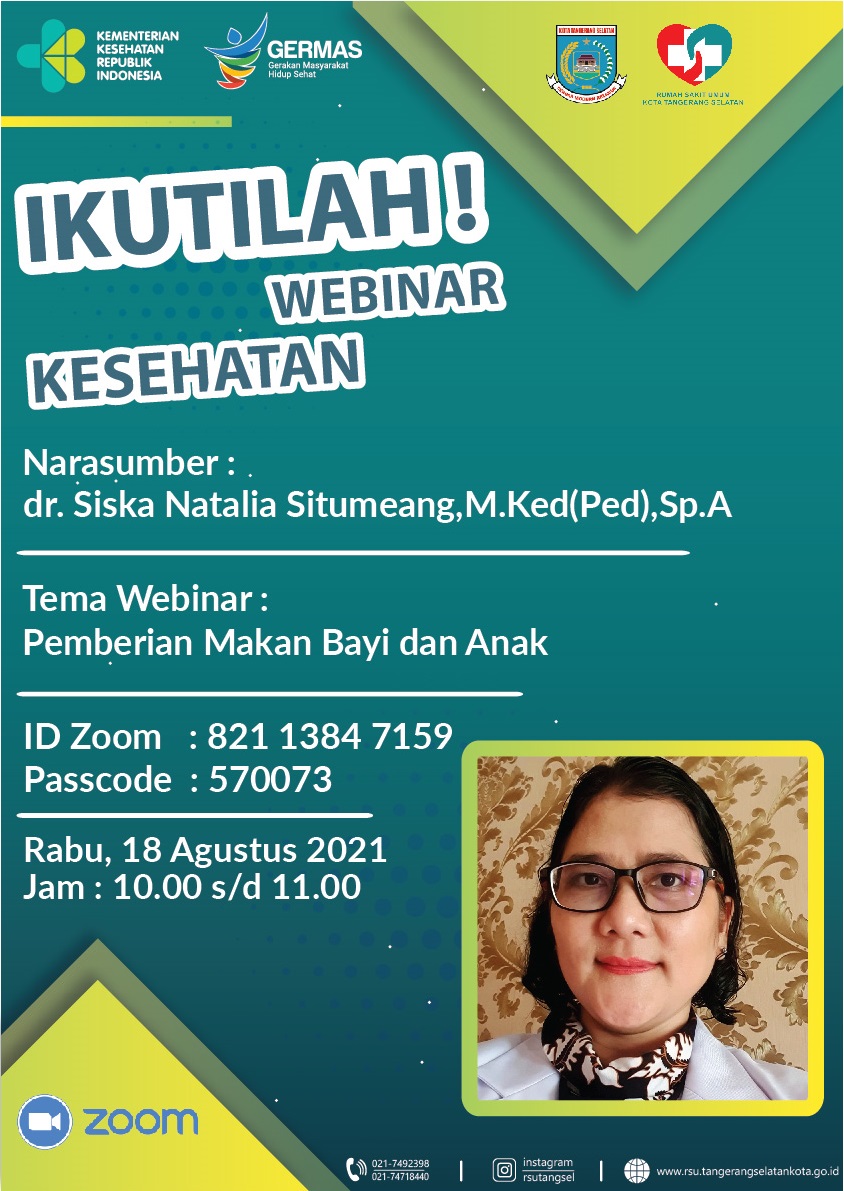 KEMENTERIAN
KESEHATAN
REPUBLIK
INDONESIA
GERMAS
Gerakan Masyarakat
Hidup Sehat
KOTA TANGERANG SELATAN
RUMAH SAKIT UMUM
KOTA TANGERANG SELATAN
IKUTILAH!
WEBINAR
KESEHATAN
Narasumber :
dr. Siska Natalia Situmeang,M.Ked(Ped),Sp.A
Tema Webinar :
Pemberian Makan Bayi dan Anak
ID Zoom : 821 1384 7159
Passcode : 570073
Rabu, 18 Agustus 2021
Jam : 10.00 s/d 11.00
zoom
021-7492398
021-74718440
instagram
rsutangsel
www.rsu.tangerangselatankota.go.id